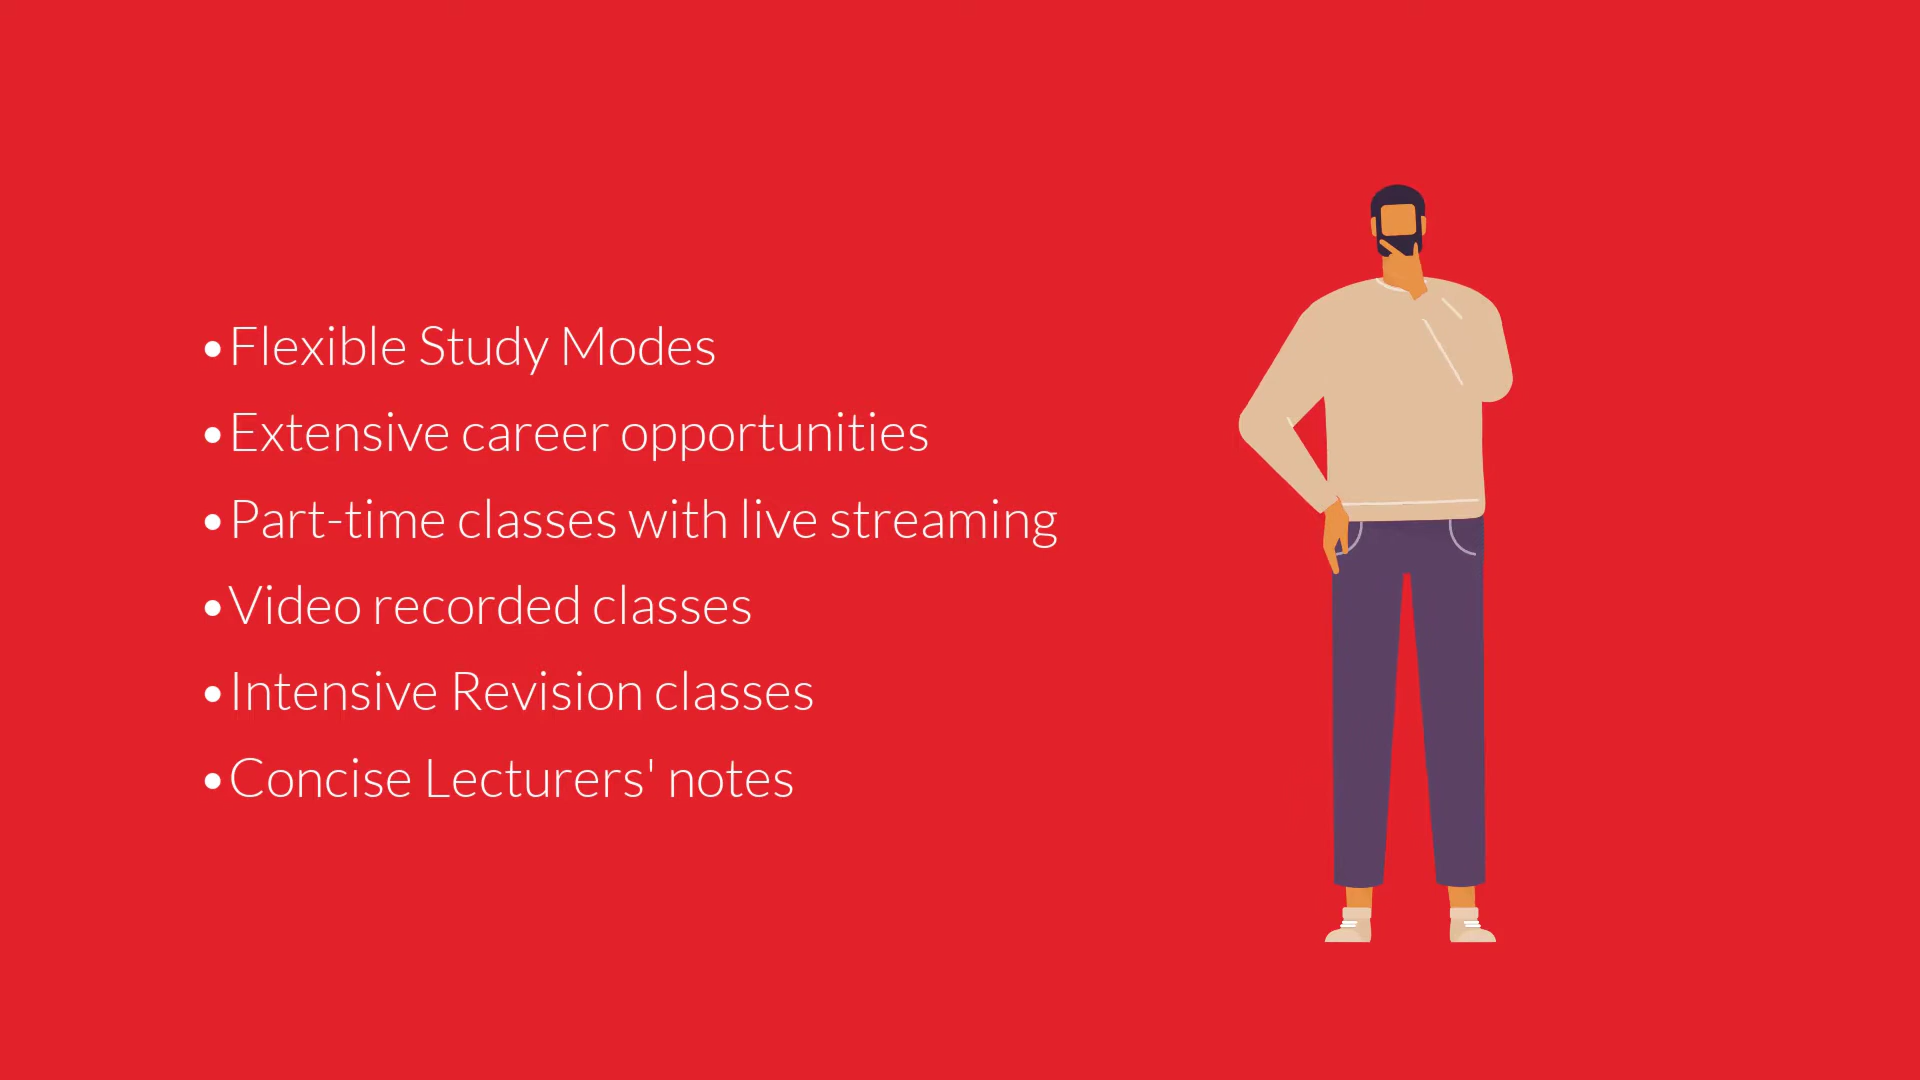 •Flexible Study Modes
•Extensive career opportunities
•Part-time classes with live streaming
•Video recorded classes
•Intensive Revision classes
•Concise Lecturers' notes